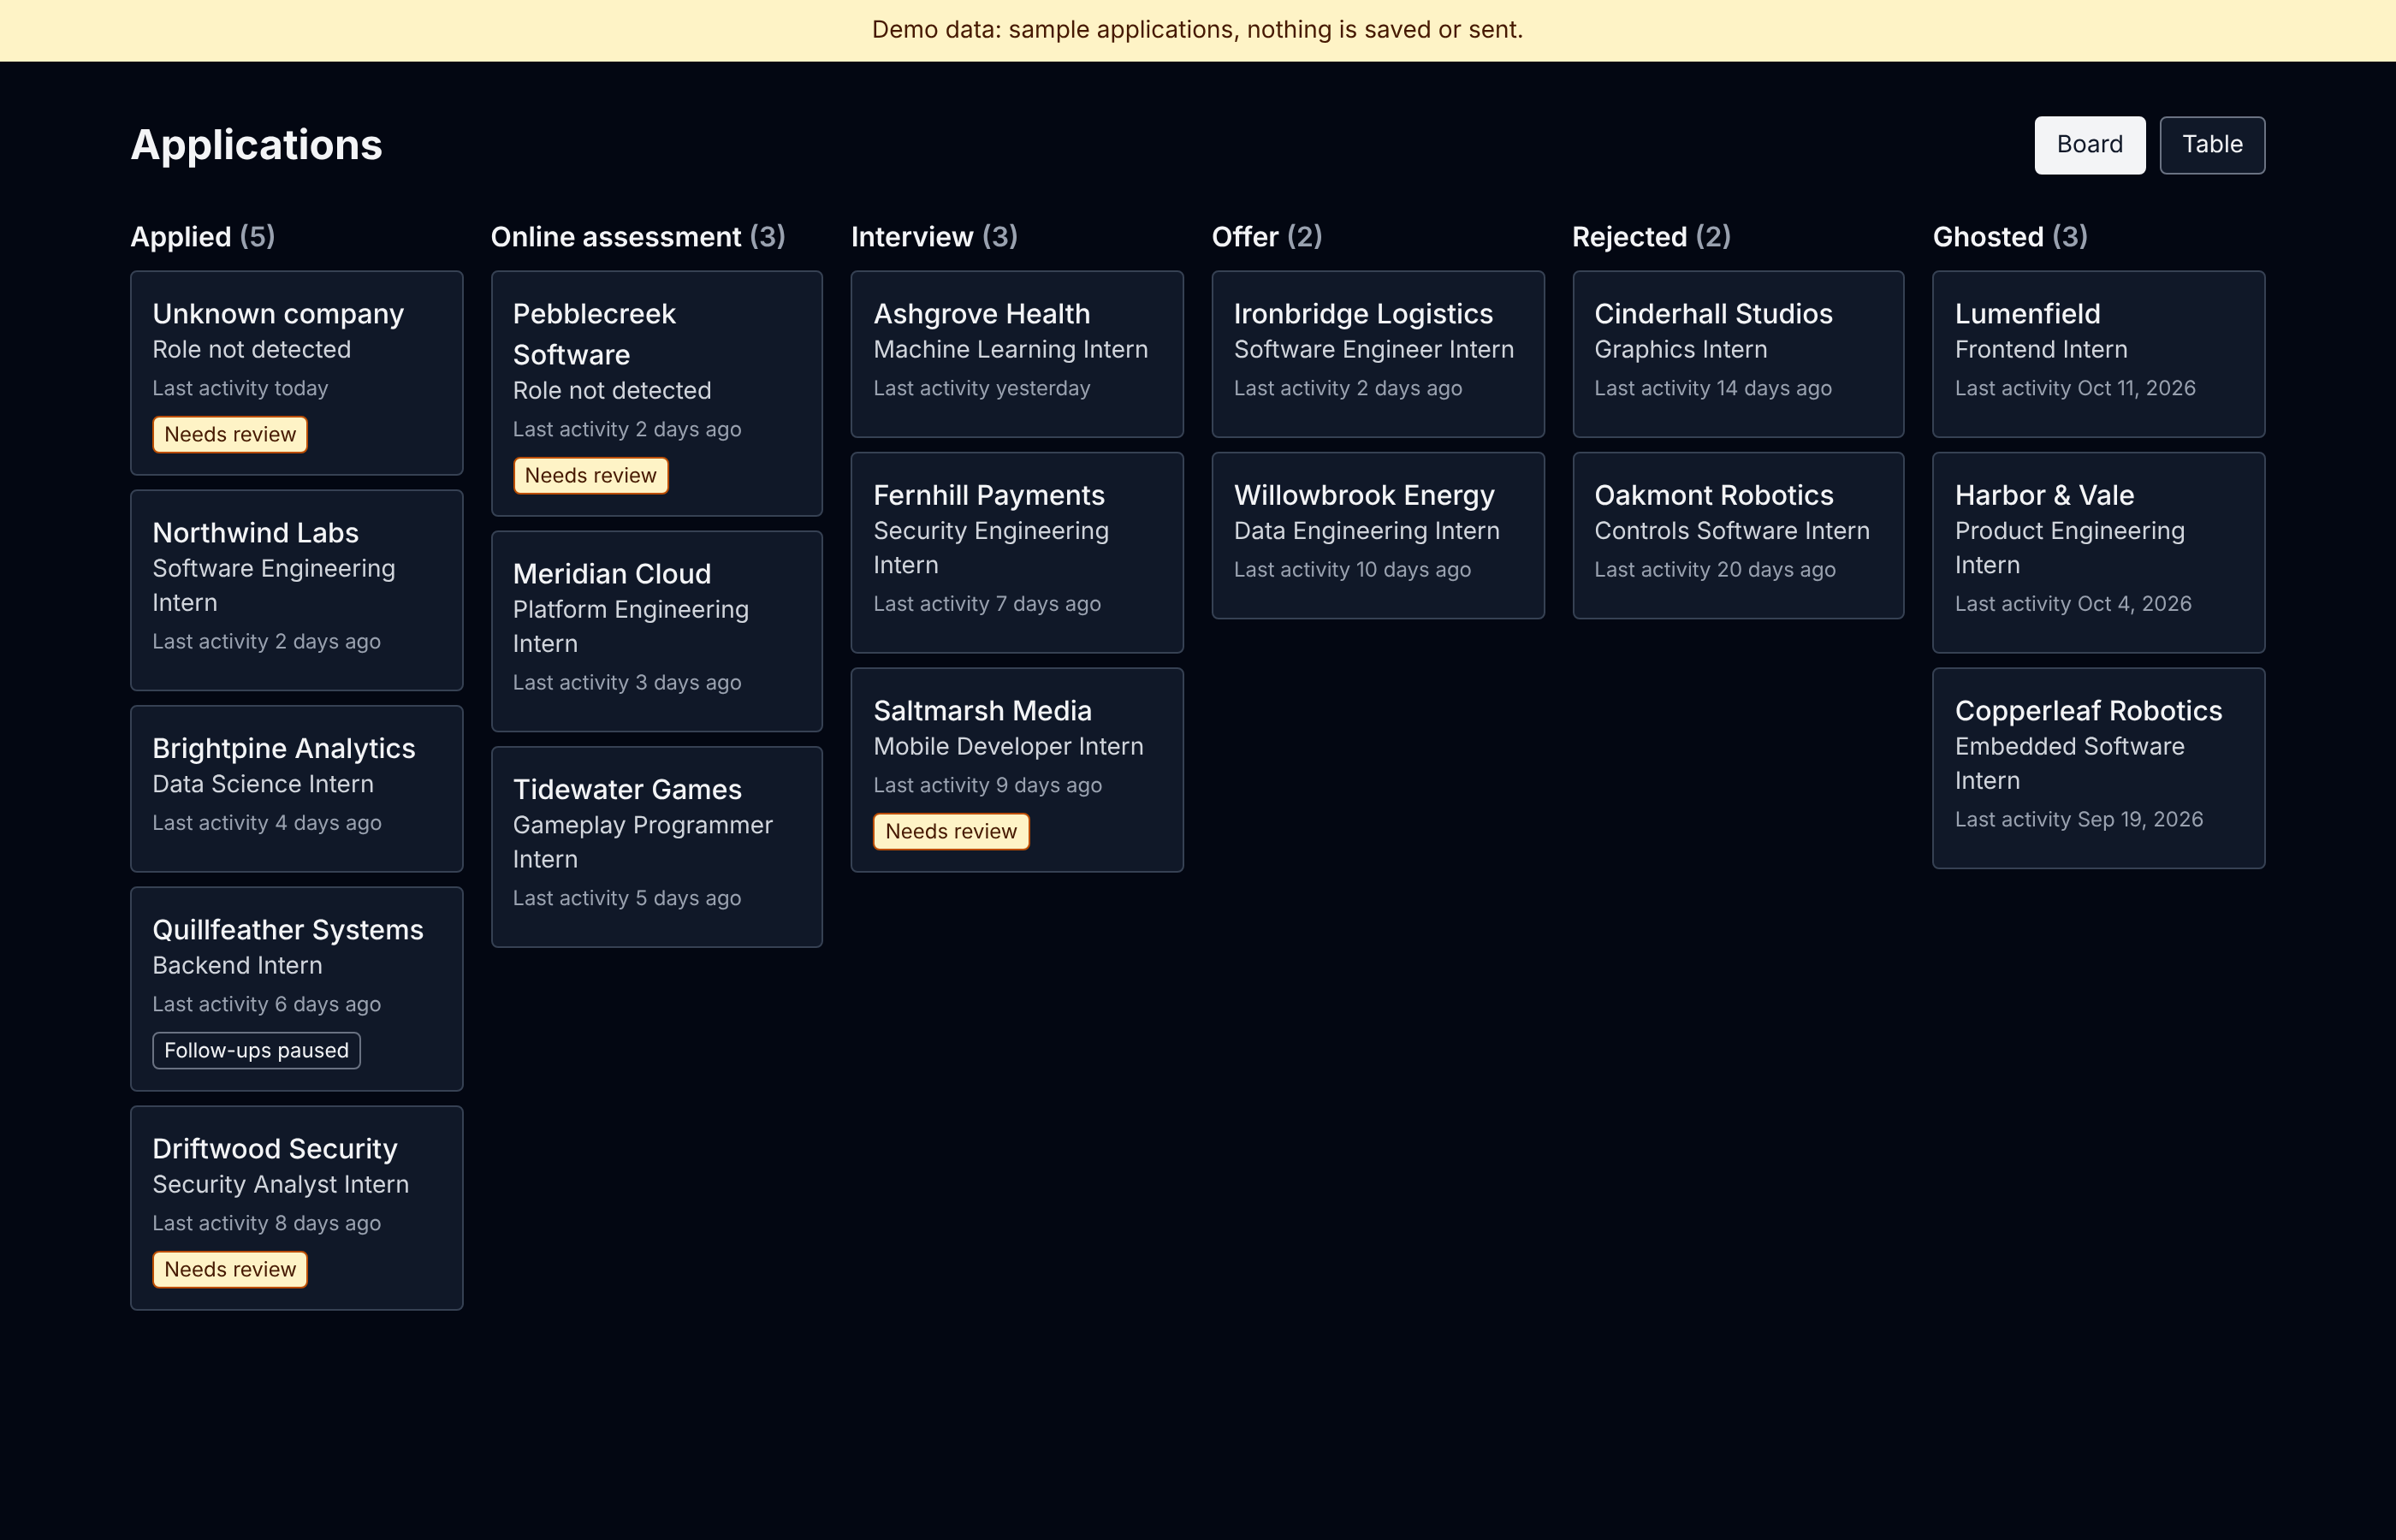 Demo data: sample applications, nothing is saved or sent.
Applications
Board
Table
Applied (5)
Unknown company
Role not detected
Last activity today
Needs review
Northwind Labs
Software Engineering
Intern
Last activity 2 days ago
Brightpine Analytics
Data Science Intern
Last activity 4 days ago
Quillfeather Systems
Backend Intern
Last activity 6 days ago
Follow-ups paused
Driftwood Security
Security Analyst Intern
Last activity 8 days ago
Needs review
Online assessment (3)
Pebblecreek
Software
Role not detected
Last activity 2 days ago
Needs review
Meridian Cloud
Platform Engineering
Intern
Last activity 3 days ago
Tidewater Games
Gameplay Programmer
Intern
Last activity 5 days ago
Interview (3)
Ashgrove Health
Machine Learning Intern
Last activity yesterday
Fernhill Payments
Security Engineering
Intern
Last activity 7 days ago
Saltmarsh Media
Mobile Developer Intern
Last activity 9 days ago
Needs review
Offer (2)
Ironbridge Logistics
Software Engineer Intern
Last activity 2 days ago
Willowbrook Energy
Data Engineering Intern
Last activity 10 days ago
Rejected (2)
Cinderhall Studios
Graphics Intern
Last activity 14 days ago
Oakmont Robotics
Controls Software Intern
Last activity 20 days ago
Ghosted (3)
Lumenfield
Frontend Intern
Last activity Oct 11, 2026
Harbor & Vale
Product Engineering
Intern
Last activity Oct 4, 2026
Copperleaf Robotics
Embedded Software
Intern
Last activity Sep 19, 2026